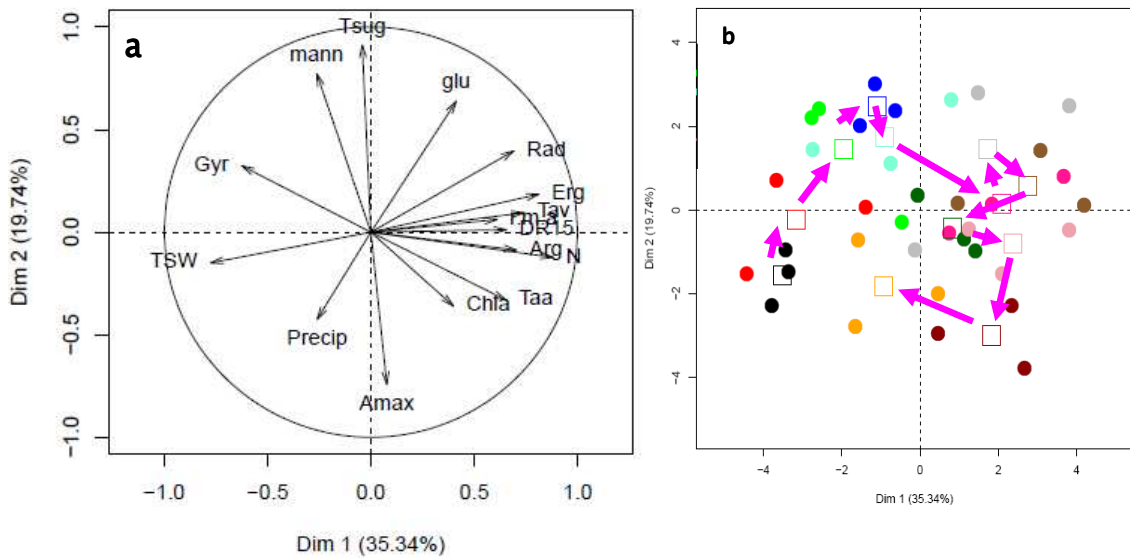 a
Tsug
mann
glu
Rad
Gyr
Erg
Tav
DR15
TSW
Arg
N
Chla
Taa
Precip
Amax
1.0
0.5
0.0
−0.5
−1.0
Dim 2 (19.74%)
−1.0
−0.5
0.0
0.5
1.0
Dim 1 (35.34%)
b
4
2
0
−2
−4
Dim 2 (19.74%)
−4
−2
0
2
4
Dim 1 (35.34%)